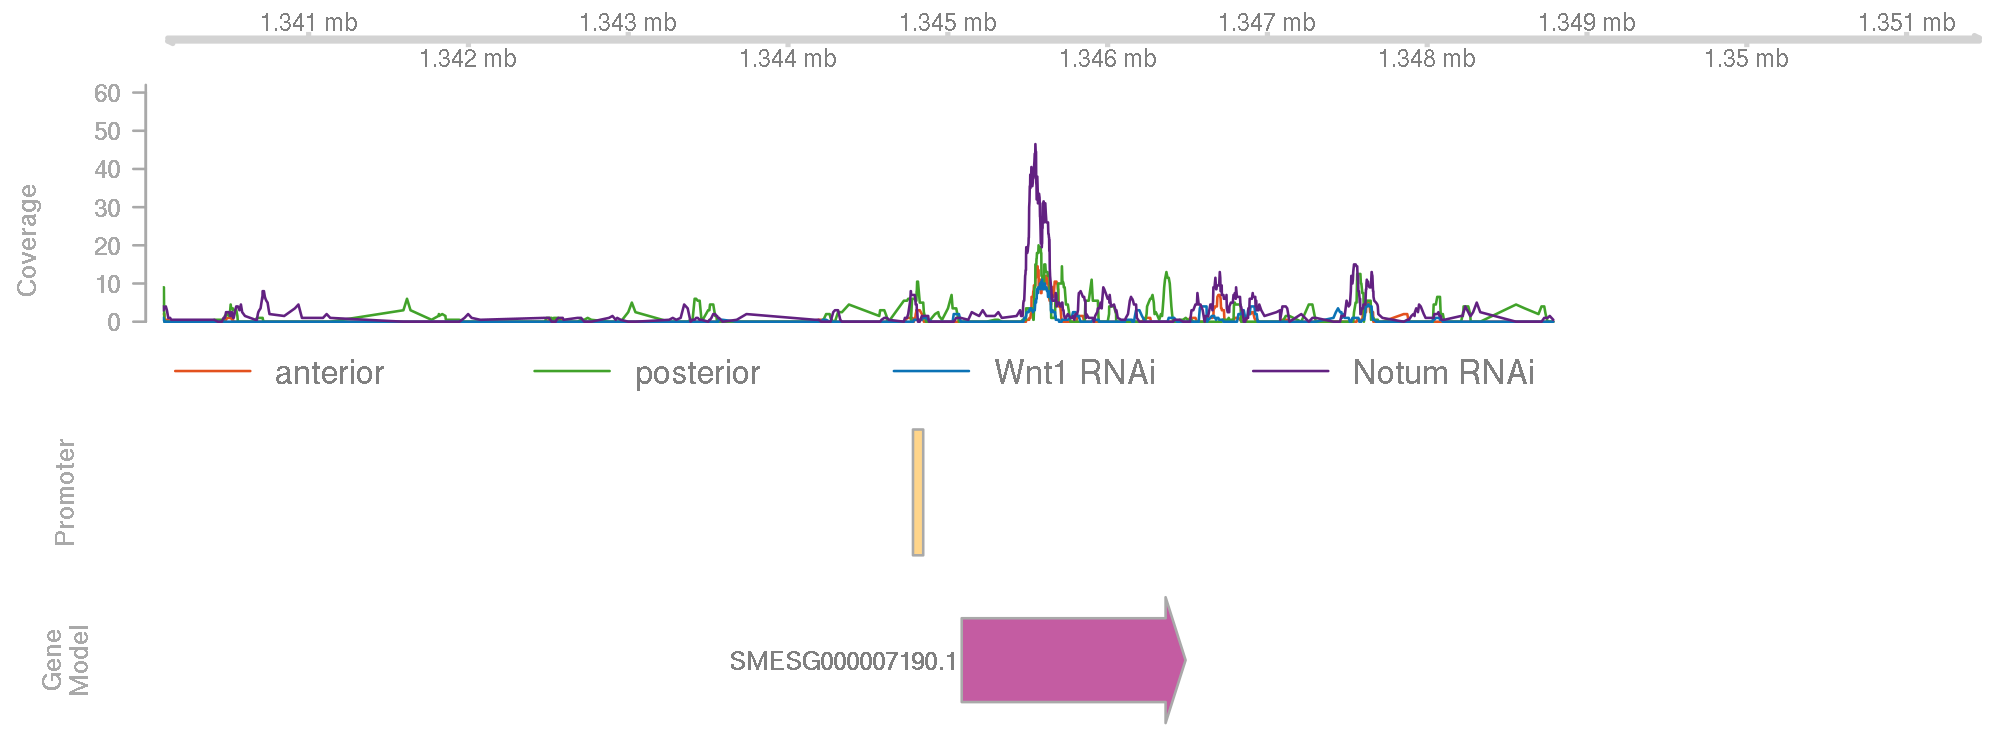 1.341 mb 1.343 mb 1.345 mb 1.347 mb 1.349 mb 1.351 mb
1.342 mb 1.344 mb 1.346 mb 1.348 mb 1.35 mb
Coverage
60
50
40
30
20
10
0
anterior posterior Wnt1 RNAi Notum RNAi
Promoter
Gene
Model
SMESG000007190.1